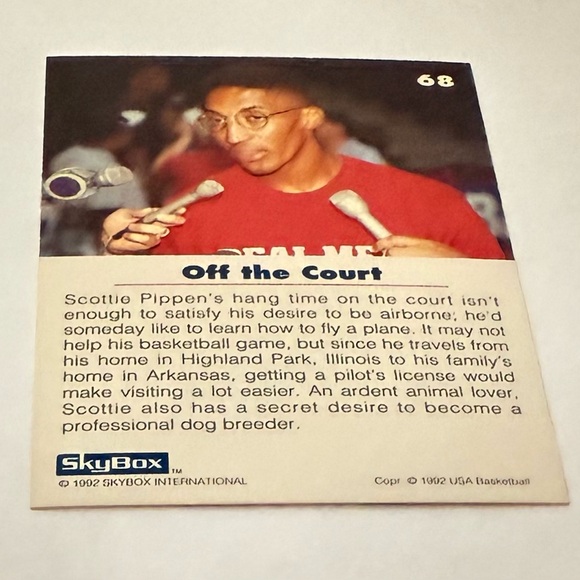 68
REAL ME
Off the Court
Scottie Pippen's hang time on the court isn't
enough to satisfy his desire to be airborne; he'd
someday like to learn how to fly a plane. It may not
help his basketball game, but since he travels from
his home in Highland Park, Illinois to his family's
home in Arkansas, getting a pilot's license would
make visiting a lot easier. An ardent animal lover,
Scottie also has a secret desire to become a
professional dog breeder.
SkyBox™
© 1992 SKYBOX INTERNATIONAL
Copr © 1992 USA Basketball